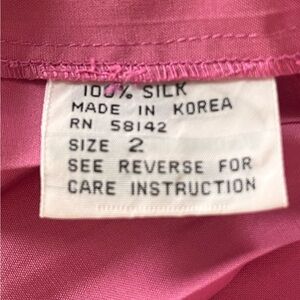 100% SILK
MADE IN KOREA
RN 58142
SIZE 2
SEE REVERSE FOR
CARE INSTRUCTION